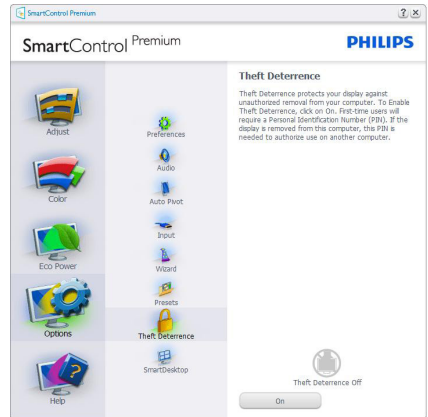 SmartControl Premium
SmartControl Premium
PHILIPS
Adjust
Color
Eco Power
Options
Help
Preferences
Audio
Auto Pivot
Input
Wizard
Presets
Theft Deterrence
SmartDesktop
Theft Deterrence
Theft Deterrence protects your display against
unauthorized removal from your computer. To Enable
Theft Deterrence, click on On. First-time users will
require a Personal Identification Number (PIN). If the
display is removed from this computer, this PIN is
needed to authorize use on another computer.
Theft Deterrence Off
On